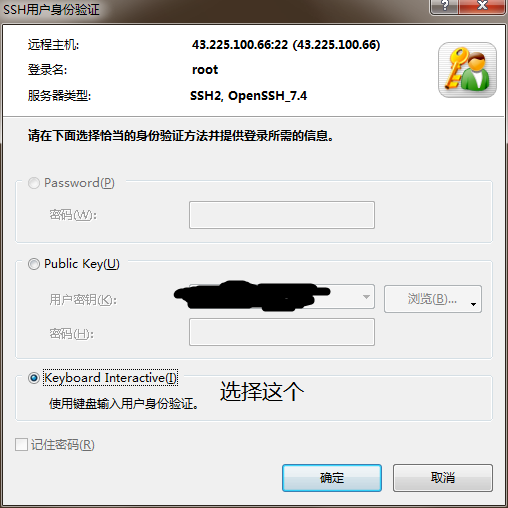 SSH用户身份验证
远程主机: 43.225.100.66:22 (43.225.100.66)
登录名: root
服务器类型: SSH2, OpenSSH_7.4
请在下面选择恰当的身份验证方法并提供登录所需的信息。
Password(P)
密码(W):
Public Key(U)
用户密钥(K): 浏览(B)...
密码(H):
Keyboard Interactive(I)
选择这个
使用键盘输入用户身份验证。
记住密码(R)
确定 取消